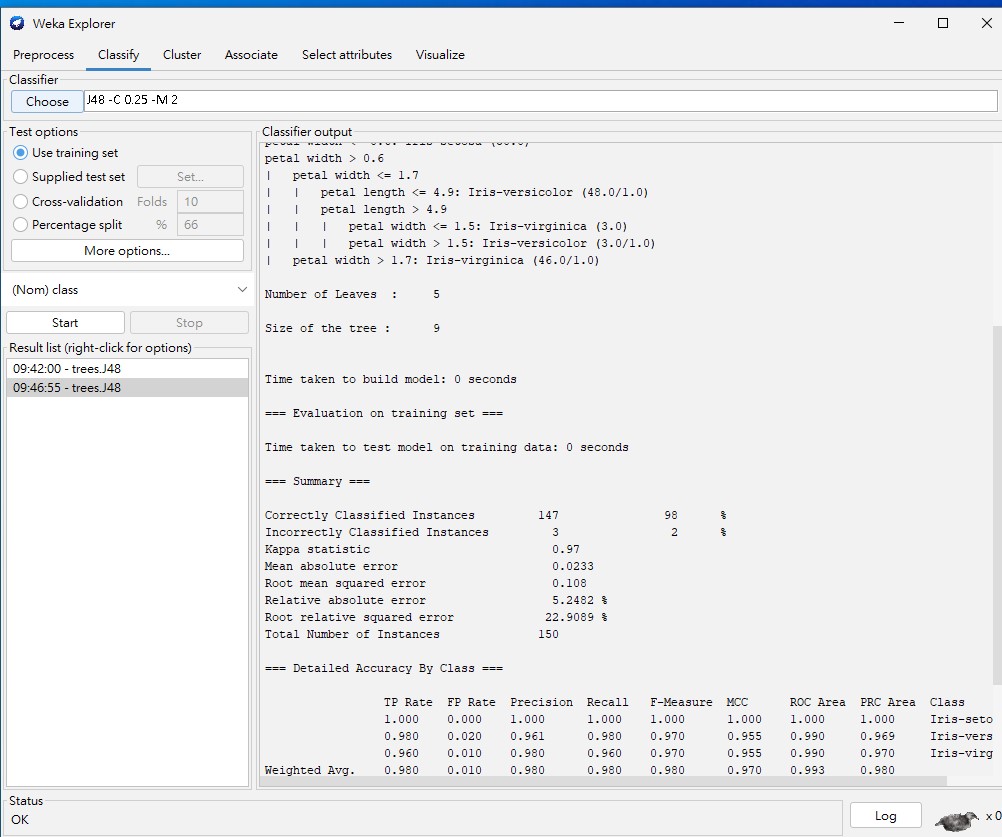 Weka Explorer
Preprocess Classify Cluster Associate Select attributes Visualize
Classifier
Choose J48 -C 0.25 -M 2
Test options
Use training set
Supplied test set Set...
Cross-validation Folds 10
Percentage split % 66
More options...
(Nom) class
Start Stop
Result list (right-click for options)
09:42:00 - trees.J48
09:46:55 - trees.J48
Classifier output
petal width > 0.6
|   petal width <= 1.7
|   |   petal length <= 4.9: Iris-versicolor (48.0/1.0)
|   |   petal length > 4.9
|   |   |   petal width <= 1.5: Iris-virginica (3.0)
|   |   |   petal width > 1.5: Iris-versicolor (3.0/1.0)
|   petal width > 1.7: Iris-virginica (46.0/1.0)
Number of Leaves  : 5
Size of the tree : 9
Time taken to build model: 0 seconds
=== Evaluation on training set ===
Time taken to test model on training data: 0 seconds
=== Summary ===
Correctly Classified Instances 147 98 %
Incorrectly Classified Instances 3 2 %
Kappa statistic 0.97
Mean absolute error 0.0233
Root mean squared error 0.108
Relative absolute error 5.2482 %
Root relative squared error 22.9089 %
Total Number of Instances 150
=== Detailed Accuracy By Class ===
TP Rate FP Rate Precision Recall F-Measure MCC ROC Area PRC Area Class
1.000 0.000 1.000 1.000 1.000 1.000 1.000 1.000 Iris-seto
0.980 0.020 0.961 0.980 0.970 0.955 0.990 0.969 Iris-vers
0.960 0.010 0.980 0.960 0.970 0.955 0.990 0.970 Iris-virg
Weighted Avg. 0.980 0.010 0.980 0.980 0.980 0.970 0.993 0.980
Status
OK
Log
x 0